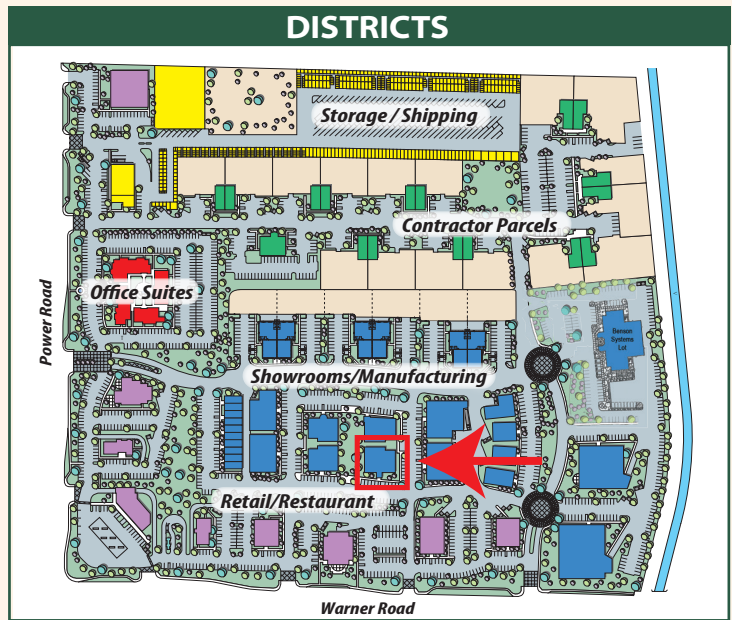 DISTRICTS
Storage / Shipping
Contractor Parcels
Office Suites
Power Road
Benson
Systems
Lot
Showrooms/Manufacturing
Retail/Restaurant
Warner Road